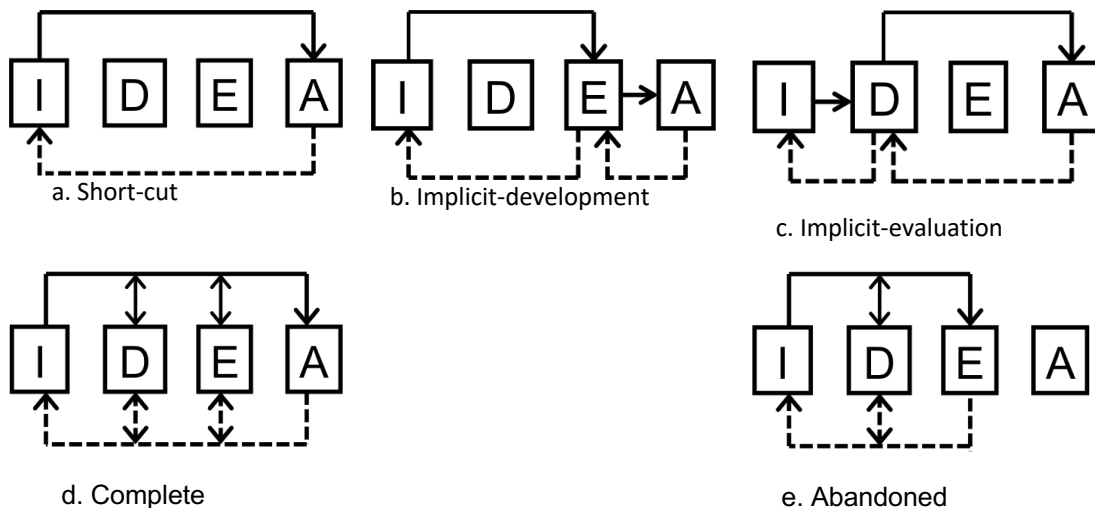 I D E A
I D E A
I D E A
a. Short-cut
b. Implicit-development
c. Implicit-evaluation
I D E A
I D E A
d. Complete
e. Abandoned